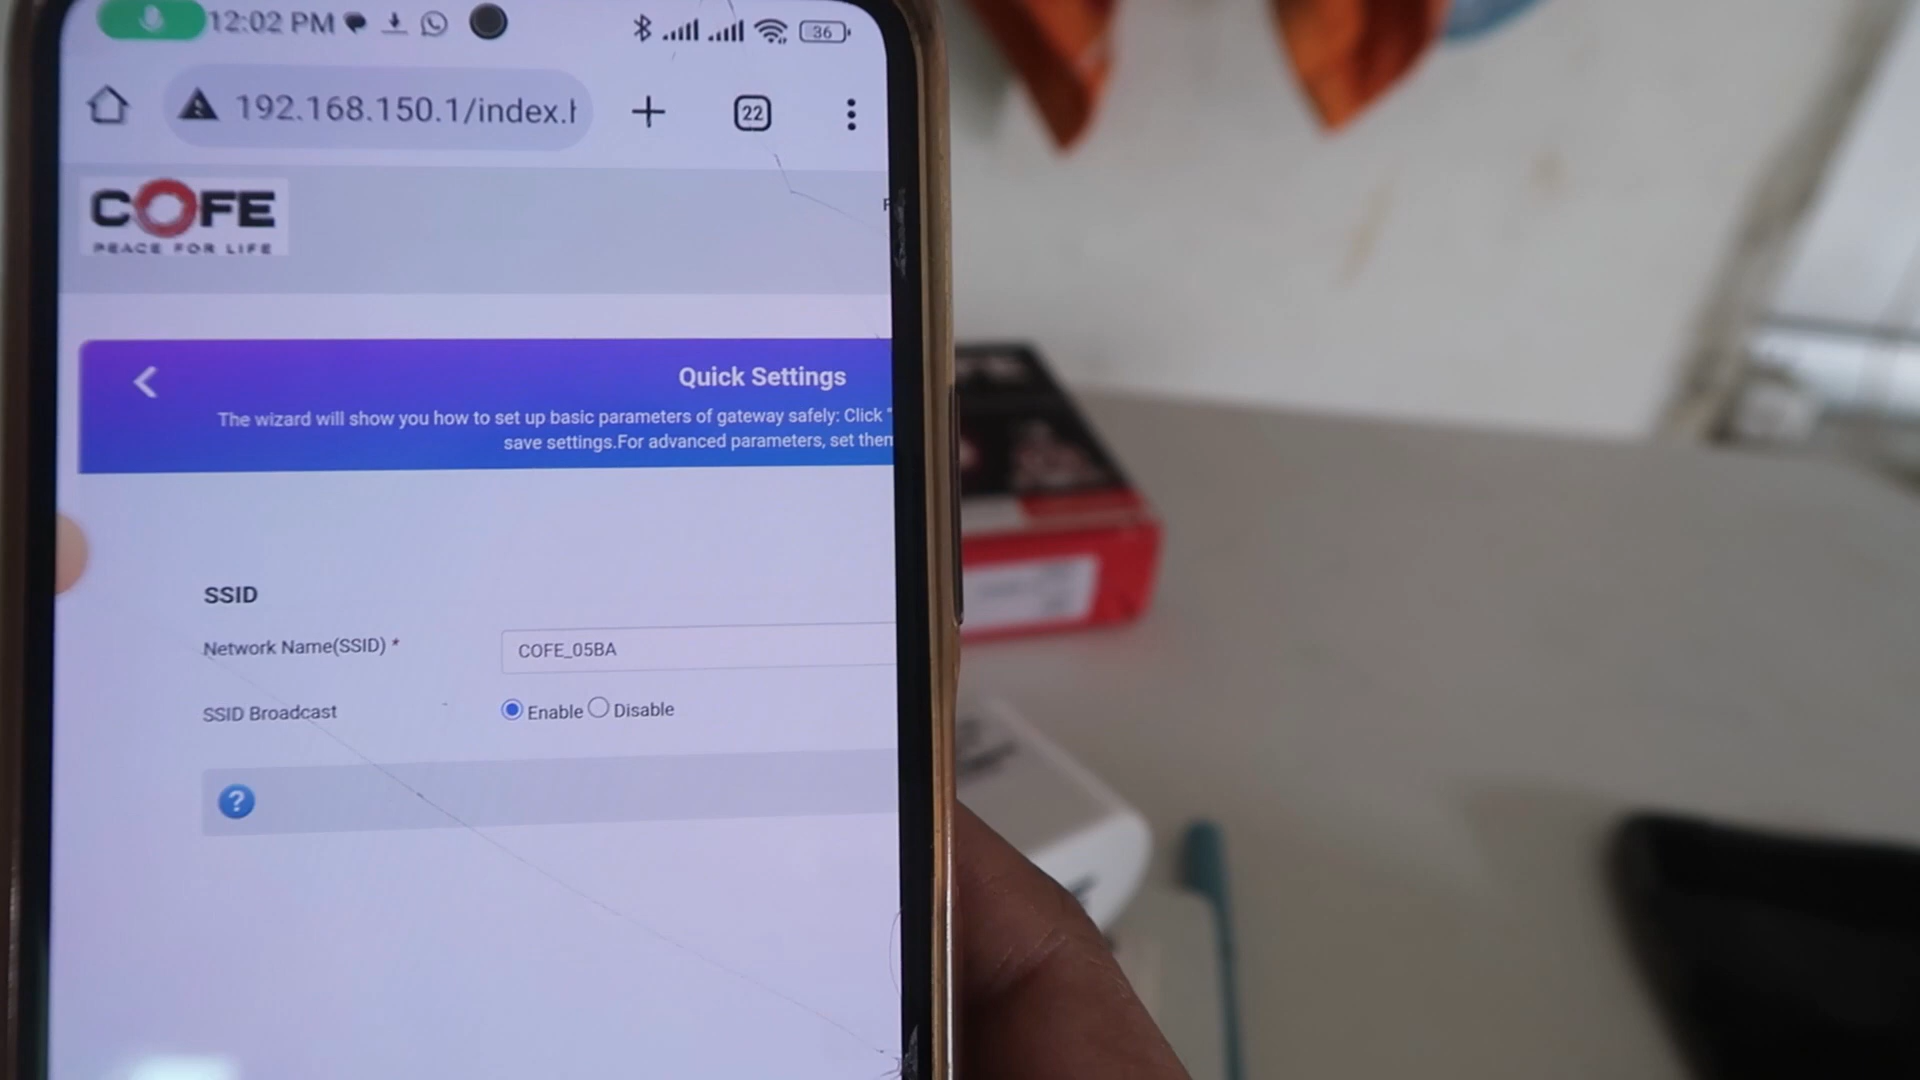 12:02 PM
36
192.168.150.1/index.h
22
COFE
PEACE FOR LIFE
Quick Settings
The wizard will show you how to set up basic parameters of gateway safely: Click "
save settings.For advanced parameters, set them
SSID
Network Name(SSID) *
COFE_05BA
SSID Broadcast
Enable
Disable
?